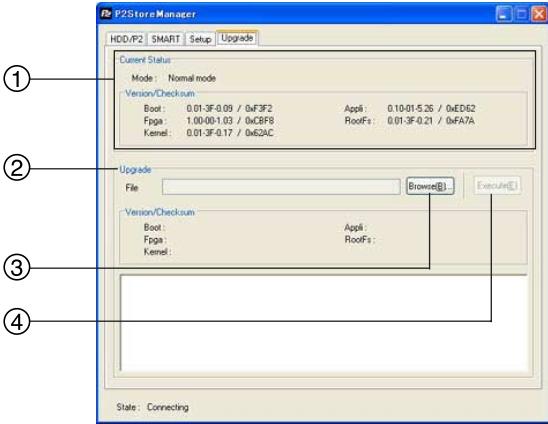 P2StoreManager
HDD/P2 SMART Setup Upgrade
Current Status
Mode : Normal mode
Version/Checksum
Boot : 0.01-3F-0.09 / 0xF3F2 Appli : 0.10-01-5.26 / 0xED62
Fpga : 1.00-00-1.03 / 0xCBF8 RootFs : 0.01-3F-0.21 / 0xFA7A
Kernel : 0.01-3F-0.17 / 0x62AC
Upgrade
File Browse(B)... Execute(E)
Version/Checksum
Boot : Appli :
Fpga : RootFs :
Kernel :
State : Connecting
1
2
3
4